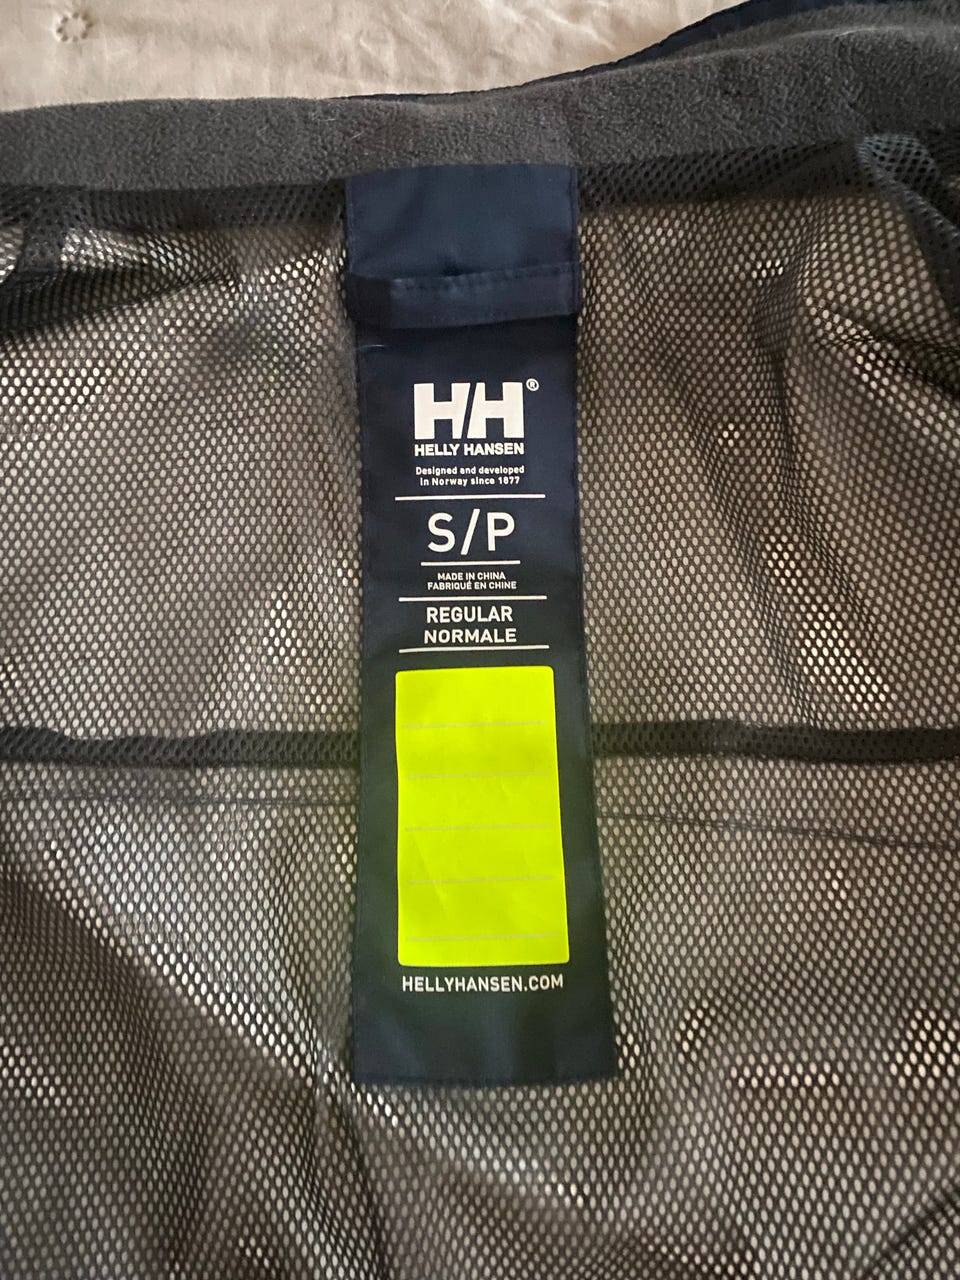 HH®
HELLY HANSEN
Designed and developed
in Norway since 1877
S/P
MADE IN CHINA
FABRIQUÉ EN CHINE
REGULAR
NORMALE
HELLYHANSEN.COM